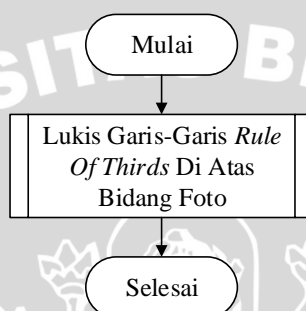 Mulai
Lukis Garis-Garis Rule
Of Thirds Di Atas
Bidang Foto
Selesai